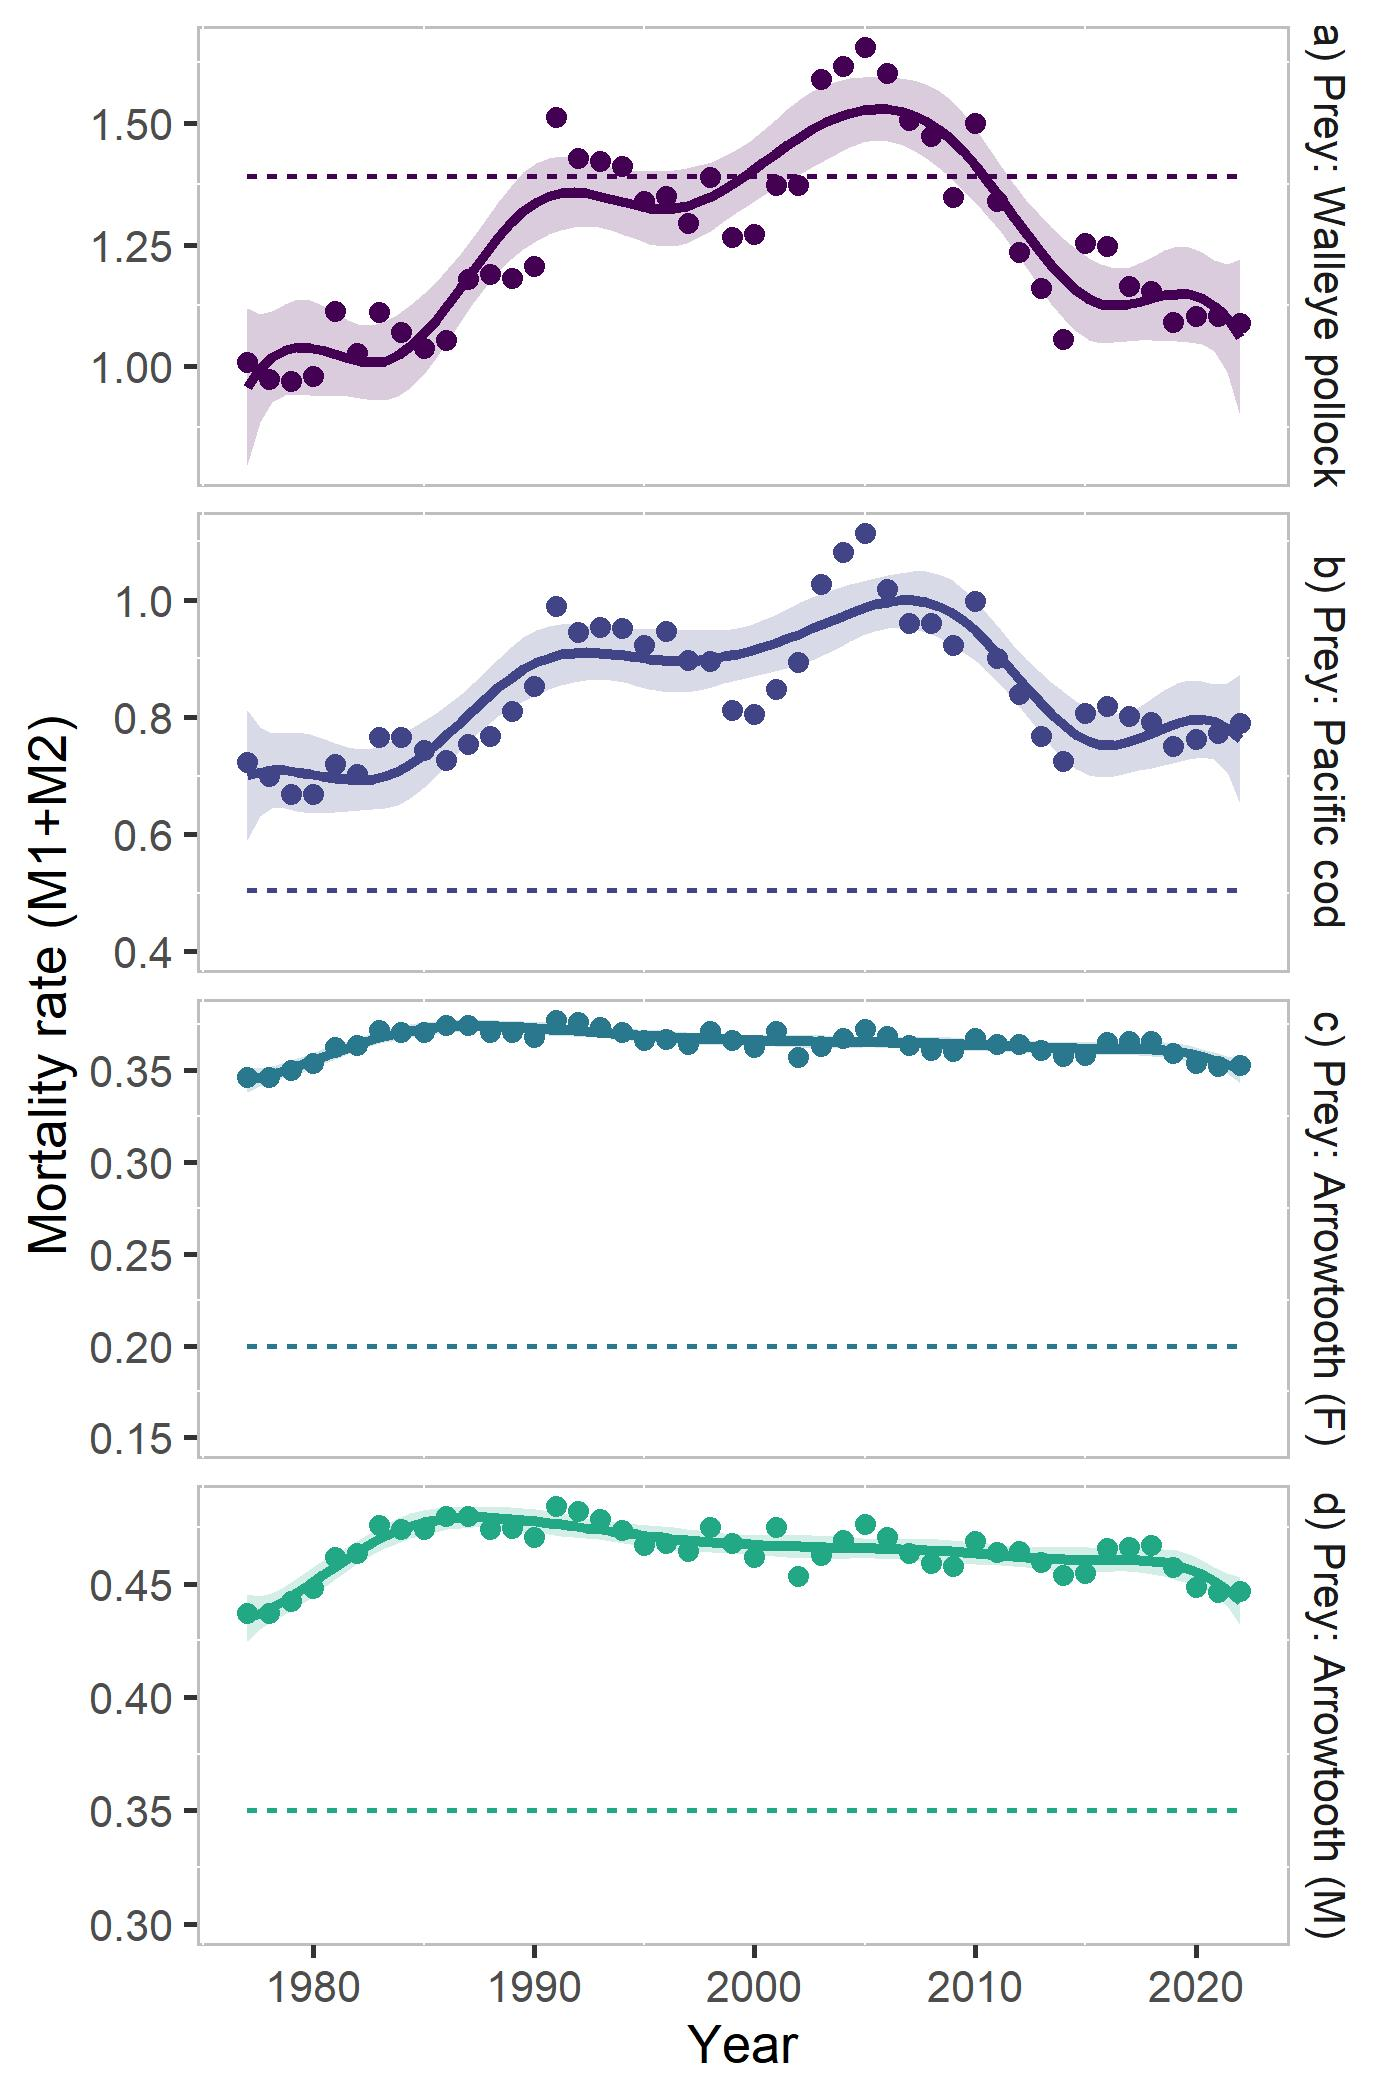 a) Prey: Walleye pollock
1.50
1.25
1.00
b) Prey: Pacific cod
1.0
0.8
0.6
0.4
Mortality rate (M1+M2)
c) Prey: Arrowtooth (F)
0.35
0.30
0.25
0.20
0.15
d) Prey: Arrowtooth (M)
0.45
0.40
0.35
0.30
1980 1990 2000 2010 2020
Year